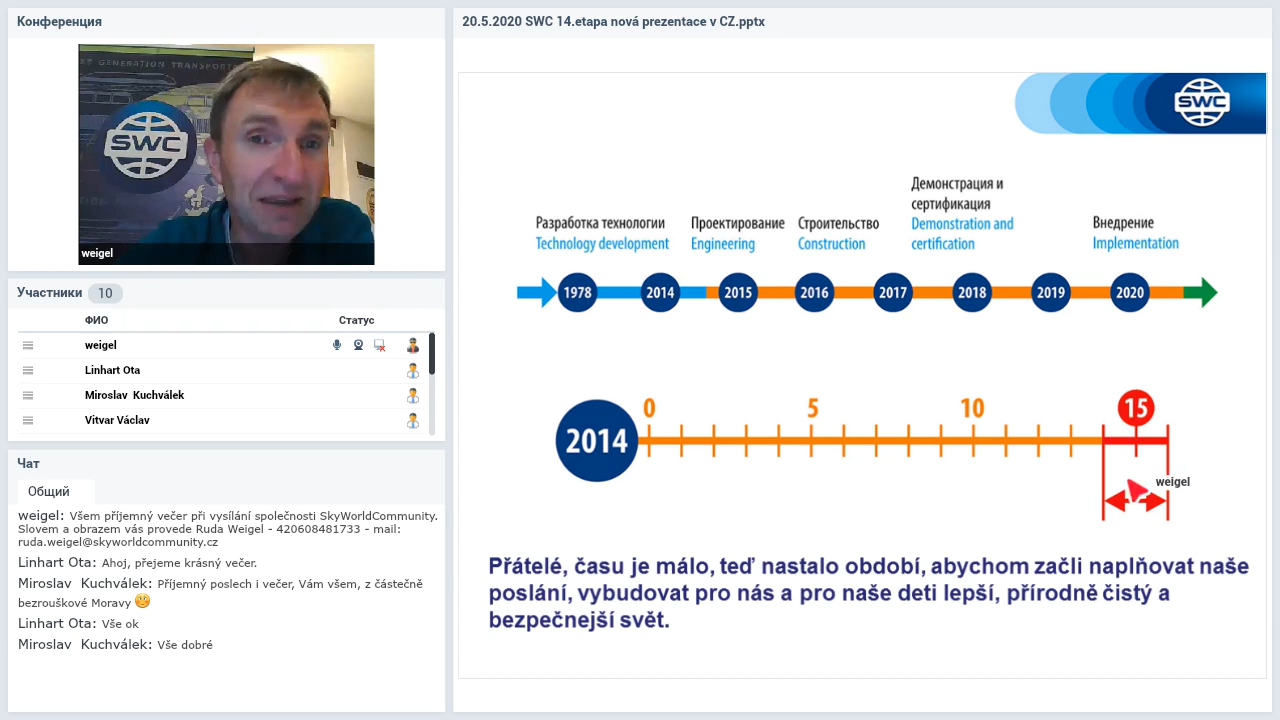 Конференция
XT GENERATION TRANSPORT
SWC
weigel
Участники 10
ФИО Статус
weigel
Linhart Ota
Miroslav Kuchválek
Vitvar Václav
Чат
Общий
weigel: Všem příjemný večer při vysílání společnosti SkyWorldCommunity.
Slovem a obrazem vás provede Ruda Weigel - 420608481733 - mail:
ruda.weigel@skyworldcommunity.cz
Linhart Ota: Ahoj, přejeme krásný večer.
Miroslav Kuchválek: Příjemný poslech i večer, Vám všem, z částečně
bezrouškové Moravy
Linhart Ota: Vše ok
Miroslav Kuchválek: Vše dobré
20.5.2020 SWC 14.etapa nová prezentace v CZ.pptx
SWC
Разработка технологии
Technology development
Проектирование
Engineering
Строительство
Construction
Демонстрация и
сертификация
Demonstration and
certification
Внедрение
Implementation
1978 2014 2015 2016 2017 2018 2019 2020
2014 0 5 10 15
weigel
Přátelé, času je málo, teď nastalo období, abychom začli naplňovat naše
poslání, vybudovat pro nás a pro naše deti lepší, přírodně čistý a
bezpečnejší svět.